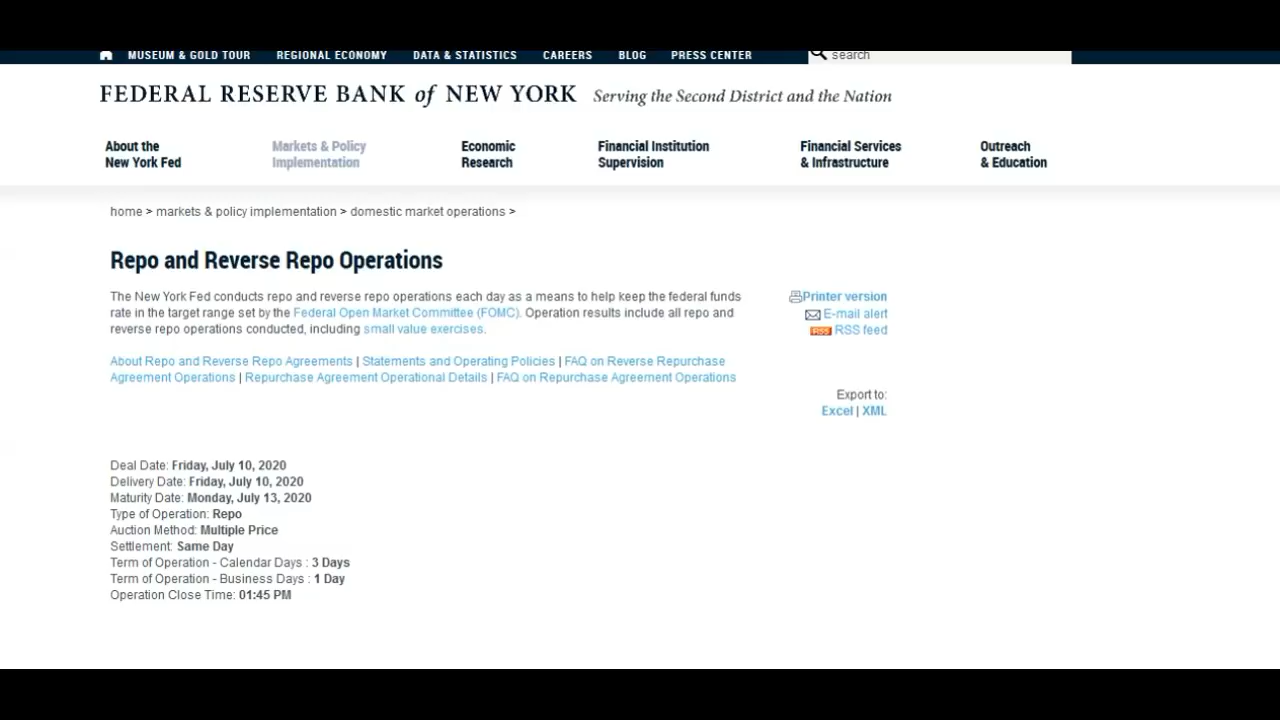 MUSEUM & GOLD TOUR REGIONAL ECONOMY DATA & STATISTICS CAREERS BLOG PRESS CENTER search
FEDERAL RESERVE BANK of NEW YORK Serving the Second District and the Nation
About the New York Fed
Markets & Policy Implementation
Economic Research
Financial Institution Supervision
Financial Services & Infrastructure
Outreach & Education
home > markets & policy implementation > domestic market operations >
Repo and Reverse Repo Operations
The New York Fed conducts repo and reverse repo operations each day as a means to help keep the federal funds
rate in the target range set by the Federal Open Market Committee (FOMC). Operation results include all repo and
reverse repo operations conducted, including small value exercises.
Printer version
E-mail alert
RSS RSS feed
About Repo and Reverse Repo Agreements | Statements and Operating Policies | FAQ on Reverse Repurchase
Agreement Operations | Repurchase Agreement Operational Details | FAQ on Repurchase Agreement Operations
Export to:
Excel | XML
Deal Date: Friday, July 10, 2020
Delivery Date: Friday, July 10, 2020
Maturity Date: Monday, July 13, 2020
Type of Operation: Repo
Auction Method: Multiple Price
Settlement: Same Day
Term of Operation - Calendar Days : 3 Days
Term of Operation - Business Days : 1 Day
Operation Close Time: 01:45 PM